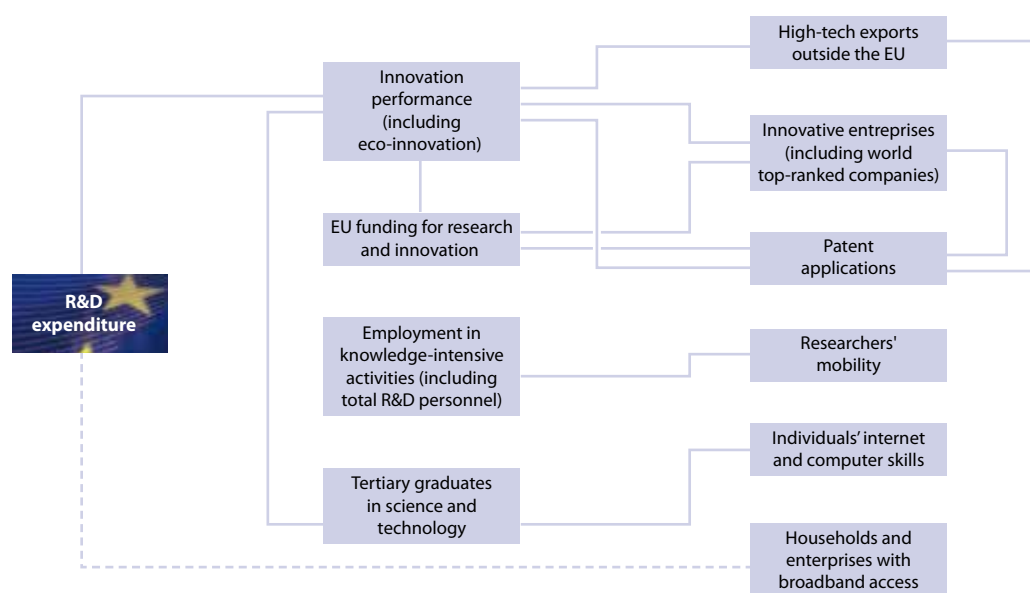 R&D
expenditure
Innovation
performance
(including
eco-innovation)
EU funding for research
and innovation
Employment in
knowledge-intensive
activities (including
total R&D personnel)
Tertiary graduates
in science and
technology
High-tech exports
outside the EU
Innovative entreprises
(including world
top-ranked companies)
Patent
applications
Researchers'
mobility
Individuals' internet
and computer skills
Households and
enterprises with
broadband access